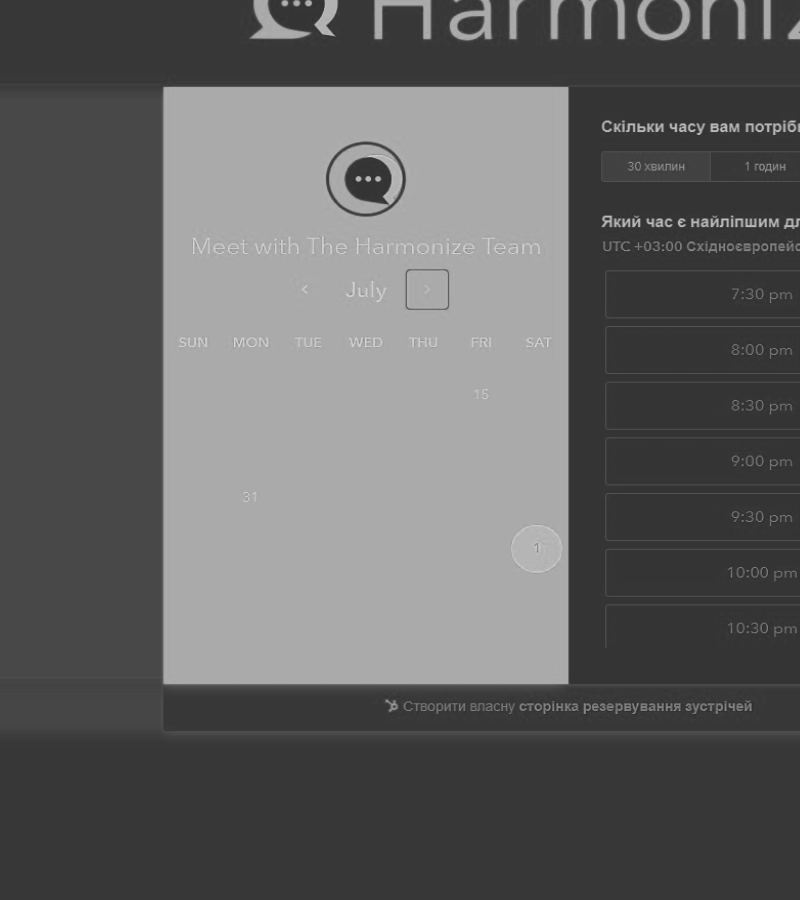 Harmoniz
Meet with The Harmonize Team
July
SUN MON TUE WED THU FRI SAT
15
31
1
Скільки часу вам потріб
30 хвилин 1 годин
Який час є найліпшим дл
UTC +03:00 Східноєвропейс
7:30 pm
8:00 pm
8:30 pm
9:00 pm
9:30 pm
10:00 pm
10:30 pm
Створити власну сторінка резервування зустрічей